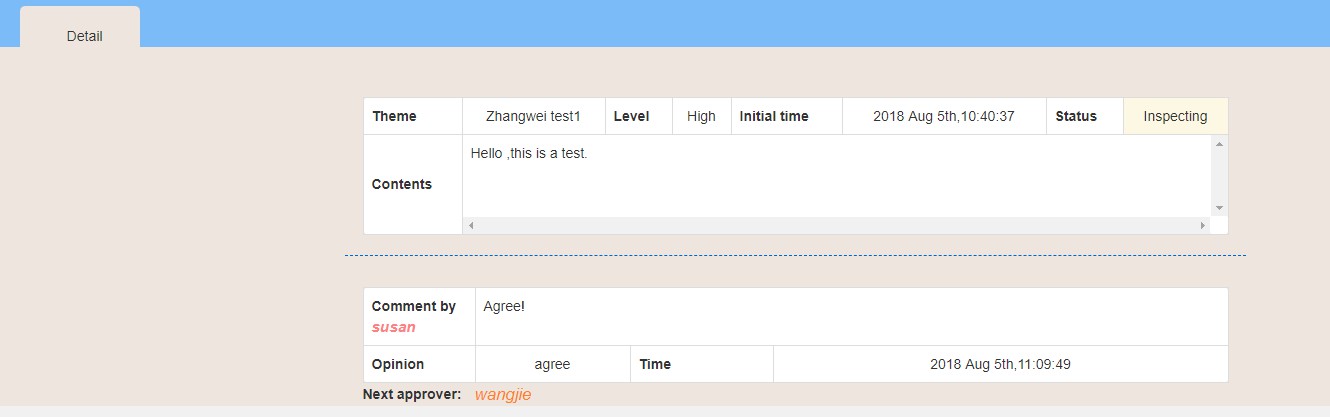 Detail
Theme Zhangwei test1 Level High Initial time 2018 Aug 5th,10:40:37 Status Inspecting
Hello ,this is a test.
Contents
Comment by Agree!
susan
Opinion agree Time 2018 Aug 5th,11:09:49
Next approver: wangjie